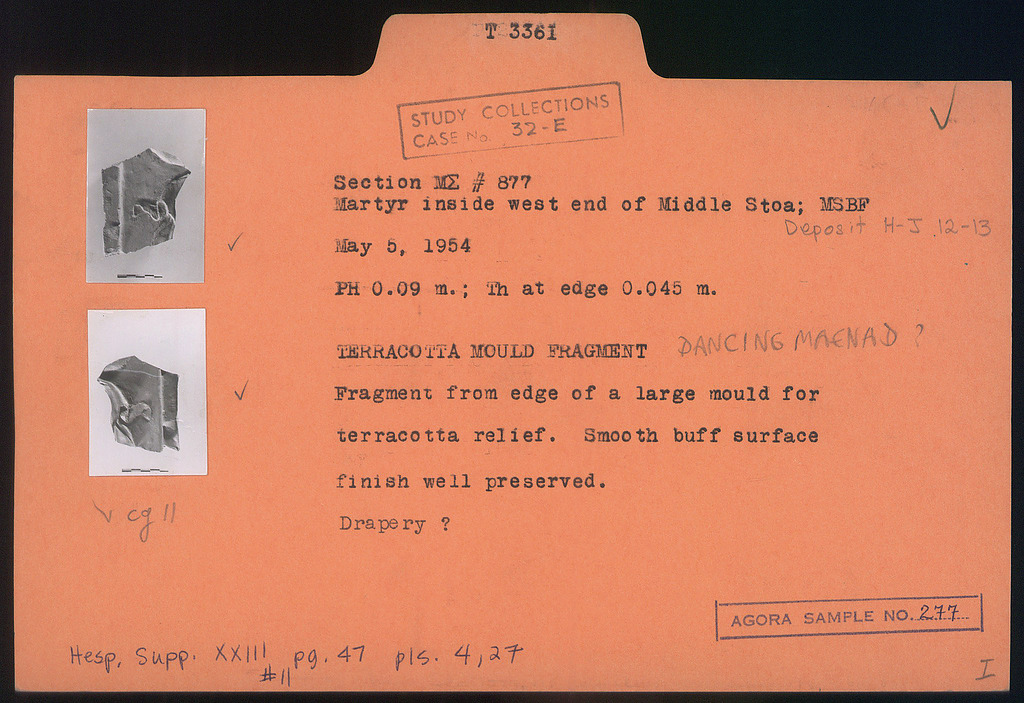 T 3361
STUDY COLLECTIONS
CASE No. 32-E
Section ΜΣ # 877
Martyr inside west end of Middle Stoa; MSBF
Deposit H-J 12-13
May 5, 1954
PH 0.09 m.; Th at edge 0.045 m.
TERRACOTTA MOULD FRAGMENT DANCING MAENAD ?
Fragment from edge of a large mould for
terracotta relief. Smooth buff surface
finish well preserved.
Drapery ?
✓ cg 11
AGORA SAMPLE NO. 277
Hesp. Supp. XXIII pg. 47 pls. 4, 27
#11
I